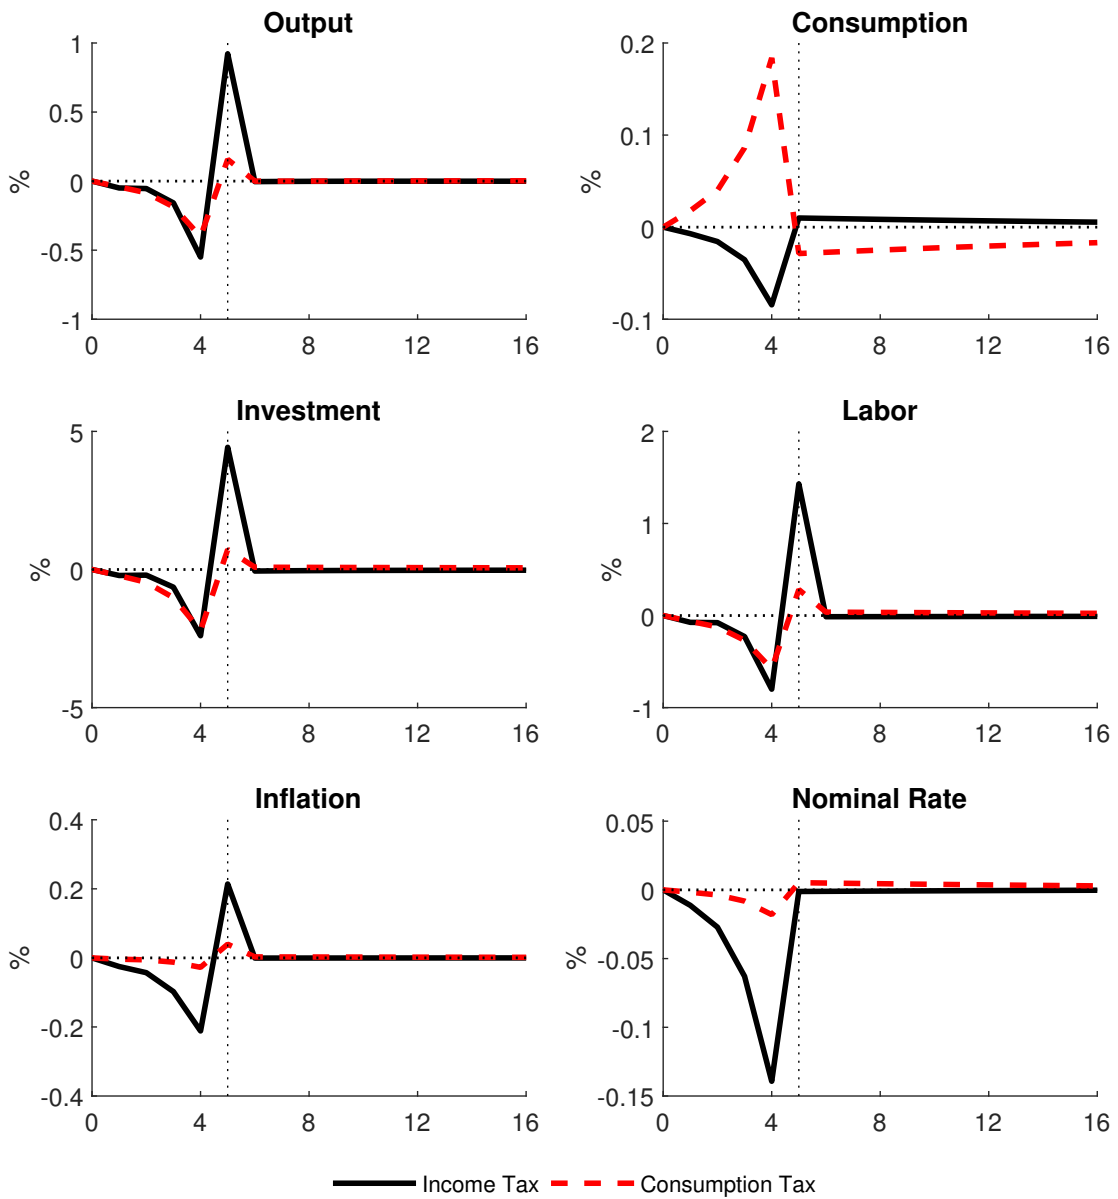 Output Consumption
1 0.2
0.5 0.1
% 0 % 0
-0.5
-1 -0.1
0 4 8 12 16 0 4 8 12 16
Investment Labor
5 2
1
% 0 % 0
-5 -1
0 4 8 12 16 0 4 8 12 16
Inflation Nominal Rate
0.4 0.05
0.2 0
% 0 % -0.05
-0.2 -0.1
-0.4 -0.15
0 4 8 12 16 0 4 8 12 16
Income Tax Consumption Tax